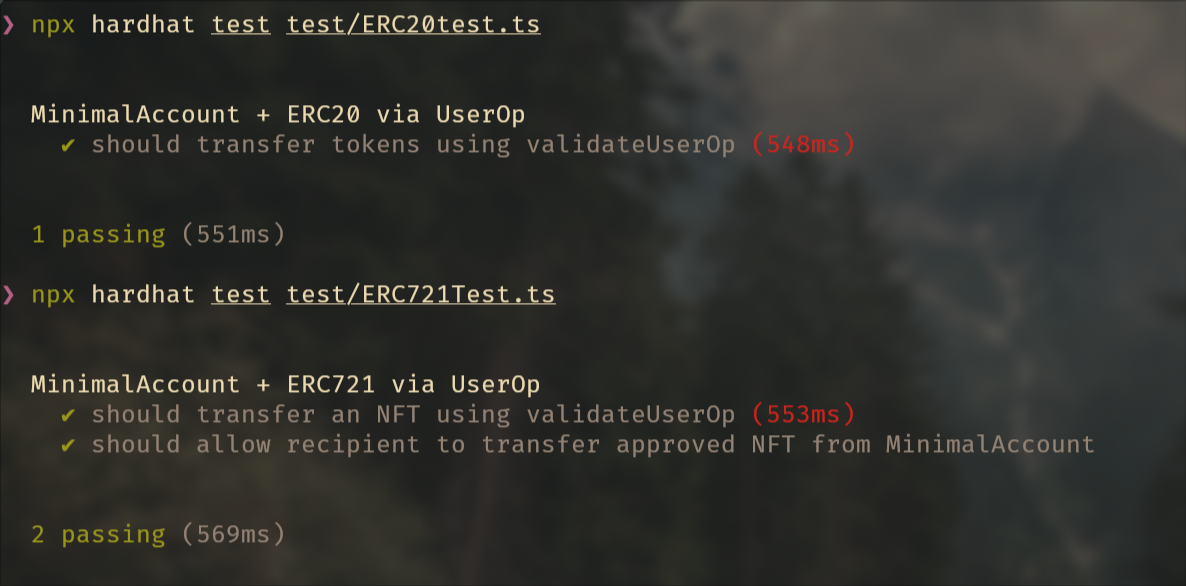 ❯ npx hardhat test test/ERC20test.ts
MinimalAccount + ERC20 via UserOp
✔ should transfer tokens using validateUserOp (548ms)
1 passing (551ms)
❯ npx hardhat test test/ERC721Test.ts
MinimalAccount + ERC721 via UserOp
✔ should transfer an NFT using validateUserOp (553ms)
✔ should allow recipient to transfer approved NFT from MinimalAccount
2 passing (569ms)